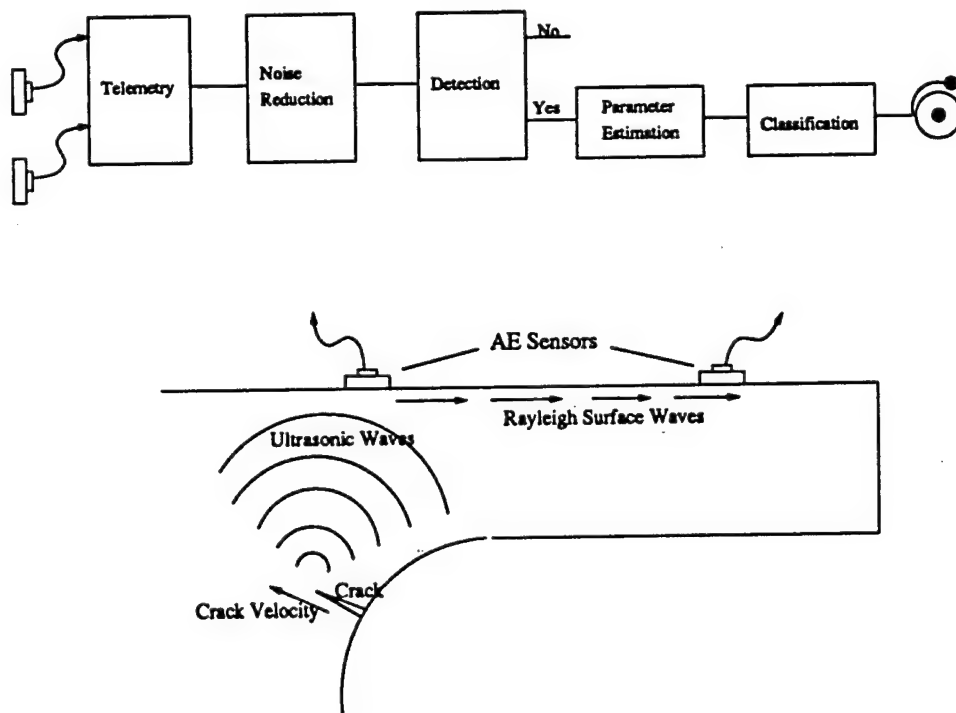 No
Telemetry
Noise
Reduction
Detection
Yes
Parameter
Estimation
Classification
AE Sensors
Rayleigh Surface Waves
Ultrasonic Waves
Crack
Crack Velocity